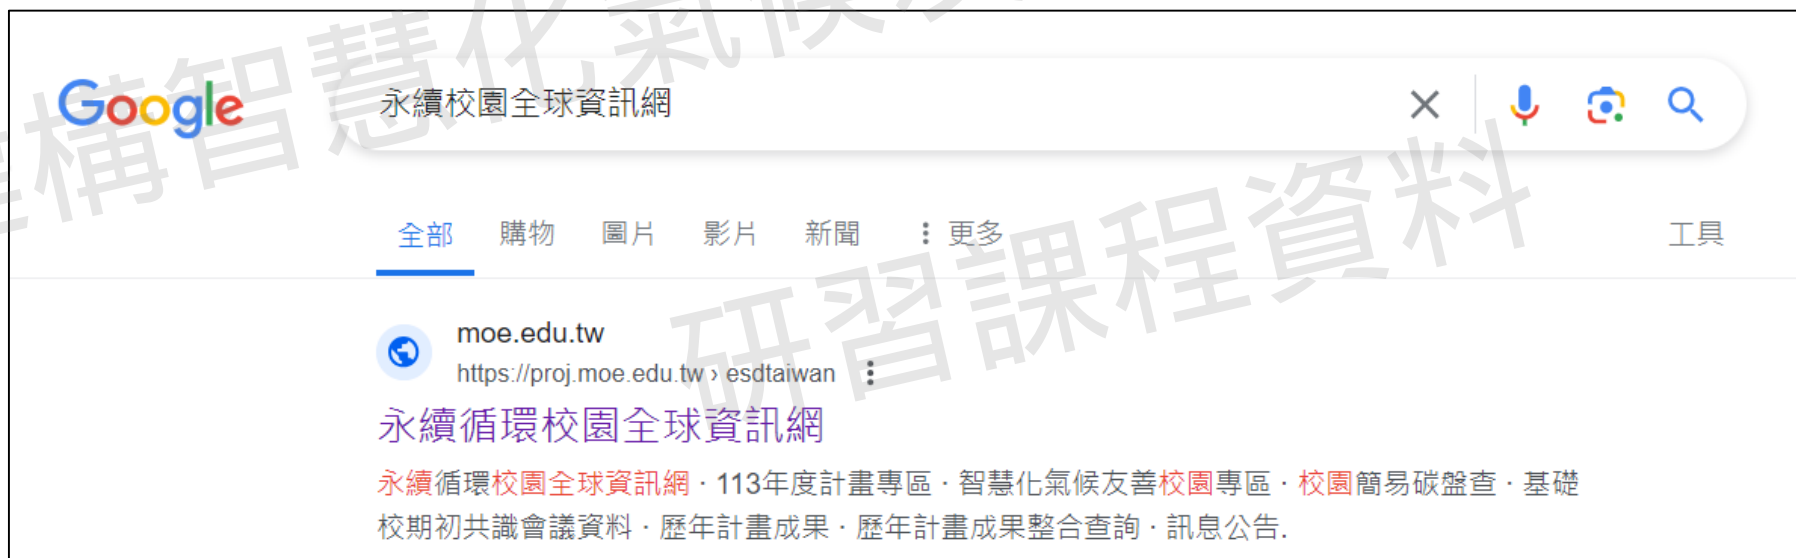 Google
永續校園全球資訊網
全部 購物 圖片 影片 新聞 更多 工具
moe.edu.tw
https://proj.moe.edu.tw › esdtaiwan
永續循環校園全球資訊網
永續循環校園全球資訊網 · 113年度計畫專區 · 智慧化氣候友善校園專區 · 校園簡易碳盤查 · 基礎
校期初共識會議資料 · 歷年計畫成果 · 歷年計畫成果整合查詢 · 訊息公告.
構智慧化氣候
研習課程資料